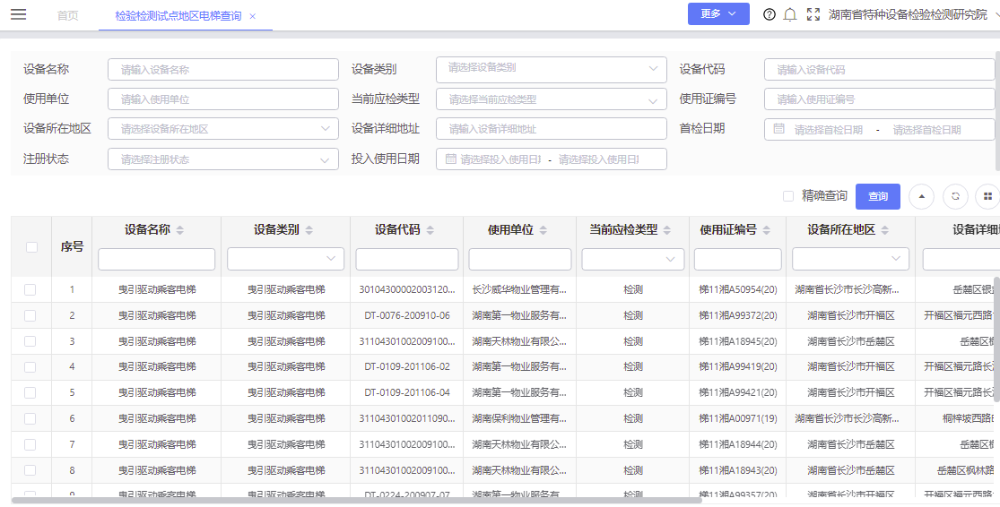 首页 检验检测试点地区电梯查询 × 更多 湖南省特种设备检验检测研究院
设备名称 请输入设备名称 设备类别 请选择设备类别 设备代码 请输入设备代码
使用单位 请输入使用单位 当前应检类型 请选择当前应检类型 使用证编号 请输入使用证编号
设备所在地区 请选择设备所在地区 设备详细地址 请输入设备详细地址 首检日期 请选择首检日期 - 请选择首检日期
注册状态 请选择注册状态 投入使用日期 请选择投入使用日 - 请选择投入使用日
精确查询 查询
序号 设备名称 设备类别 设备代码 使用单位 当前应检类型 使用证编号 设备所在地区 设备详细
1 曳引驱动乘客电梯 曳引驱动乘客电梯 30104300002003120... 长沙威华物业管理有... 检测 梯11湘A50954(20) 湖南省长沙市长沙高新... 岳麓区银
2 曳引驱动乘客电梯 曳引驱动乘客电梯 DT-0076-200910-06 湖南第一物业服务有... 检测 梯11湘A99372(20) 湖南省长沙市开福区 开福区福元西路
3 曳引驱动乘客电梯 曳引驱动乘客电梯 31104301002009100... 湖南天林物业有限公... 检测 梯11湘A18945(20) 湖南省长沙市岳麓区 岳麓区
4 曳引驱动乘客电梯 曳引驱动乘客电梯 DT-0109-201106-02 湖南第一物业服务有... 检测 梯11湘A99419(20) 湖南省长沙市开福区 开福区福元路长
5 曳引驱动乘客电梯 曳引驱动乘客电梯 DT-0109-201106-04 湖南第一物业服务有... 检测 梯11湘A99421(20) 湖南省长沙市开福区 开福区福元路长
6 曳引驱动乘客电梯 曳引驱动乘客电梯 31104301002011090... 湖南保利物业管理有... 检测 梯11湘A00971(19) 湖南省长沙市长沙高新... 桐梓坡西路
7 曳引驱动乘客电梯 曳引驱动乘客电梯 31104301002009100... 湖南天林物业有限公... 检测 梯11湘A18944(20) 湖南省长沙市岳麓区 岳麓区
8 曳引驱动乘客电梯 曳引驱动乘客电梯 31104301002009100... 湖南天林物业有限公... 检测 梯11湘A18943(20) 湖南省长沙市岳麓区 岳麓区枫林路
9 曳引驱动乘客电梯 曳引驱动乘客电梯 DT-0224-200907-07 湖南第一物业服务有... 检测 梯11湘A99357(20) 湖南省长沙市开福区 开福区福元西路